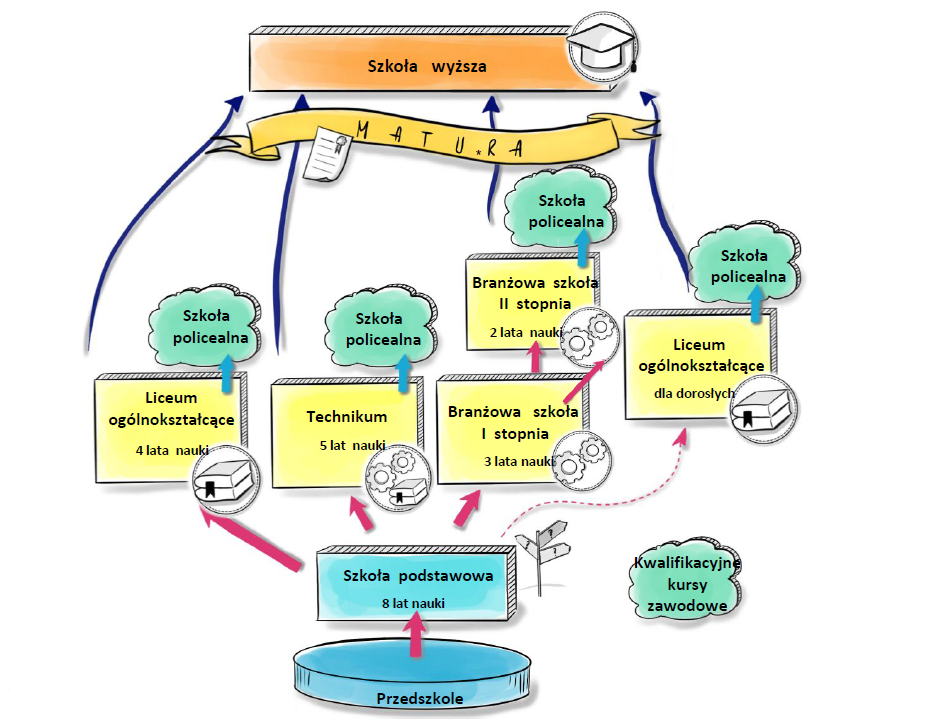 Szkoła wyższa
MATU.RA
Szkoła
policealna
Szkoła
policealna
Branżowa szkoła
II stopnia
2 lata nauki
Szkoła
policealna
Szkoła
policealna
Liceum
ogólnokształcące
dla dorosłych
Liceum
ogólnokształcące
4 lata nauki
Technikum
5 lat nauki
Branżowa szkoła
I stopnia
3 lata nauki
Szkoła podstawowa
8 lat nauki
? 
?
?
Kwalifikacyjne
kursy
zawodowe
Przedszkole